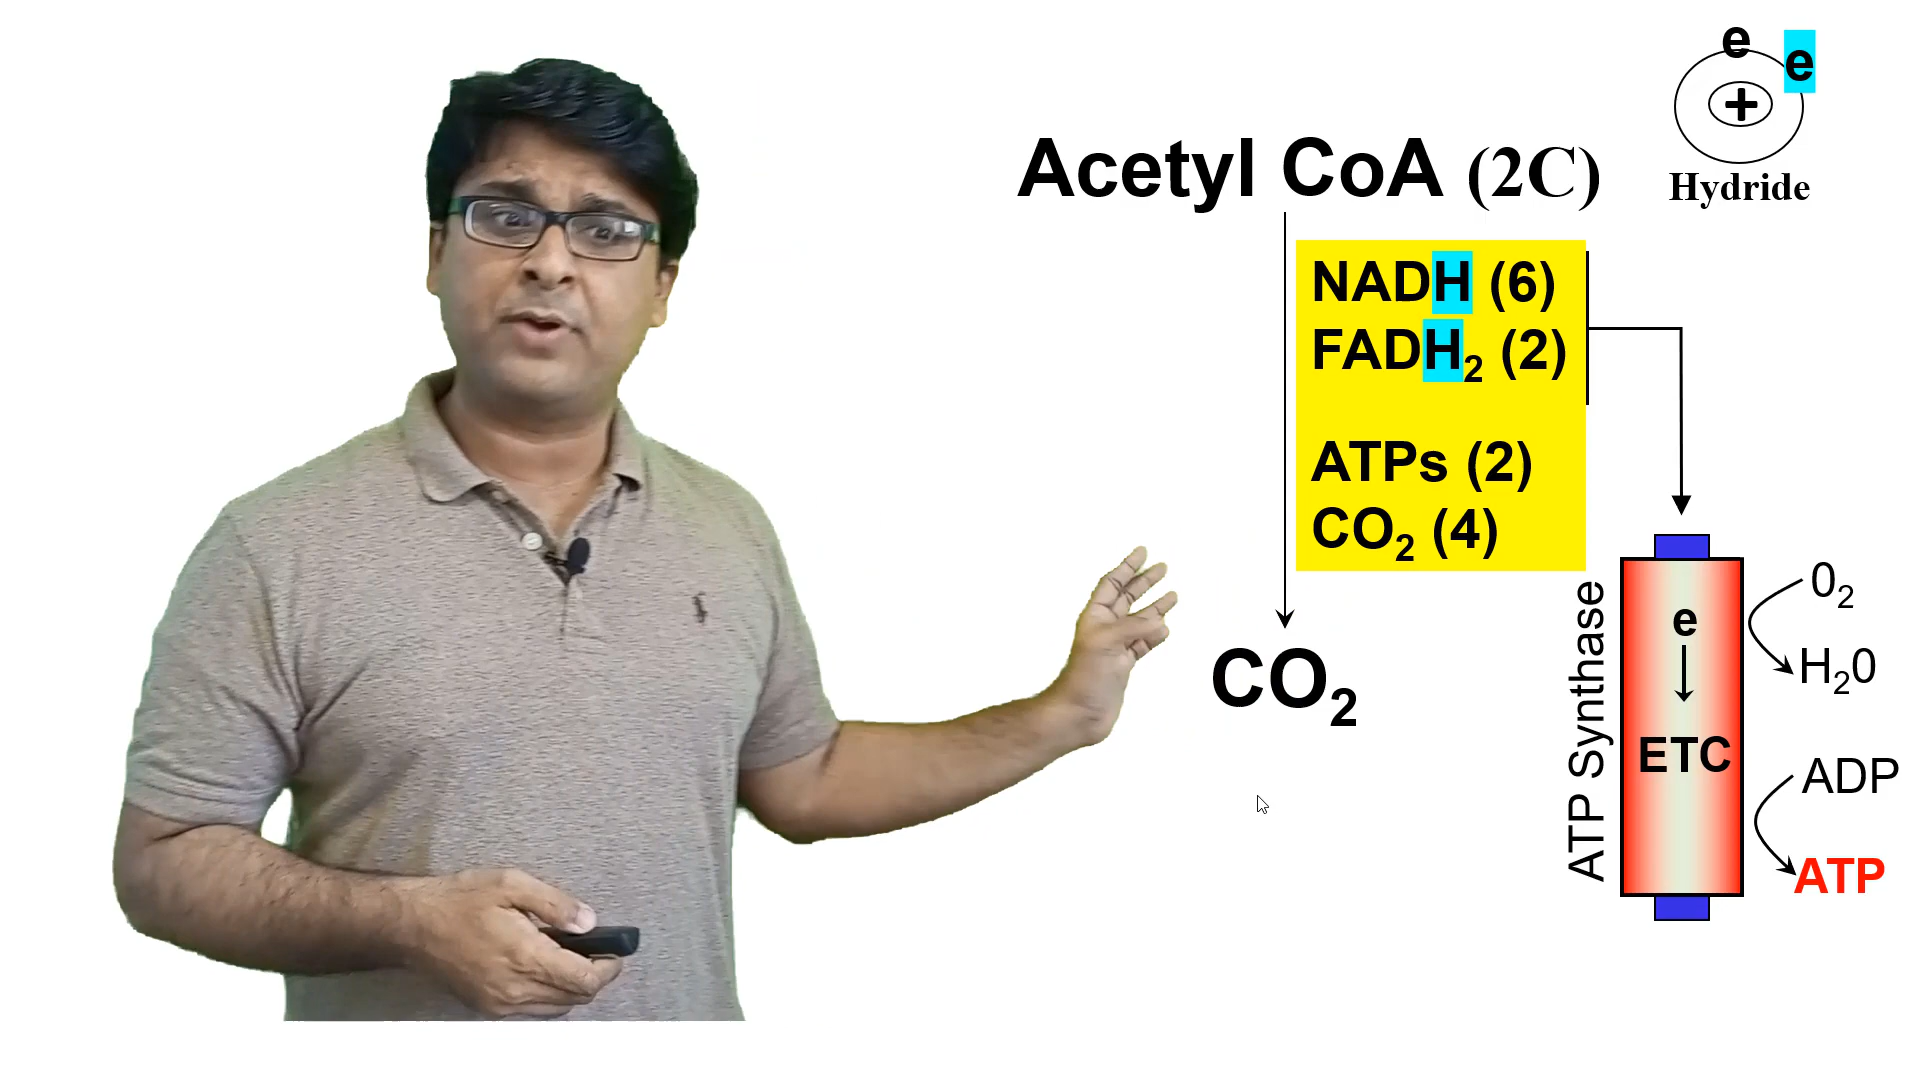 e
e
+
Hydride
Acetyl CoA (2C)
NADH (6)
FADH₂ (2)
ATPs (2)
CO₂ (4)
CO₂
ATP Synthase
e
ETC
0₂
H₂0
ADP
ATP